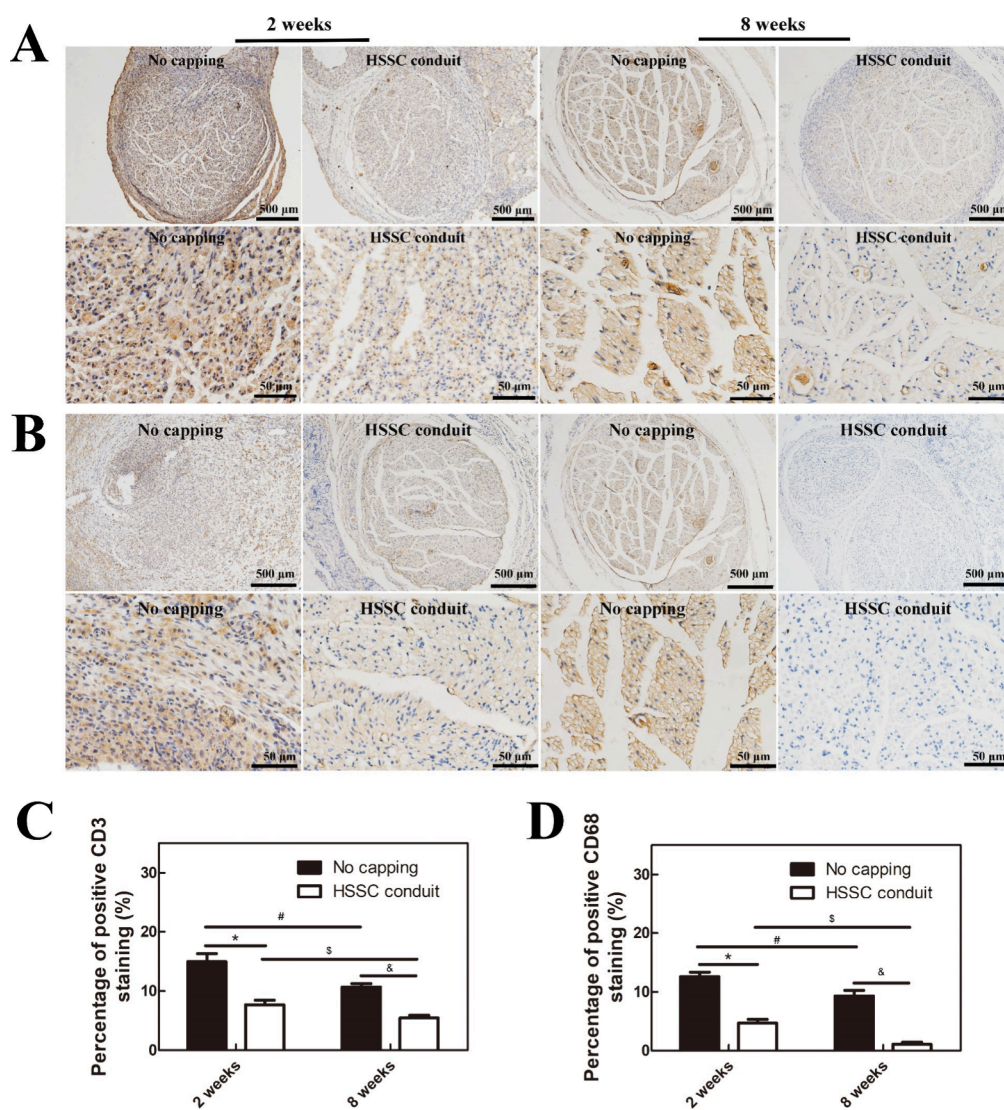 2 weeks
8 weeks
A
No capping
HSSC conduit
No capping
HSSC conduit
500 µm
500 µm
500 µm
500 µm
No capping
HSSC conduit
No capping
HSSC conduit
50 µm
50 µm
50 µm
50 µm
B
No capping
HSSC conduit
No capping
HSSC conduit
500 µm
500 µm
500 µm
500 µm
No capping
HSSC conduit
No capping
HSSC conduit
50 µm
50 µm
50 µm
50 µm
C
Percentage of positive CD3
staining (%)
30
20
10
0
No capping
HSSC conduit
#
*
$
&
2 weeks
8 weeks
D
Percentage of positive CD68
staining (%)
30
20
10
0
No capping
HSSC conduit
$
#
*
&
2 weeks
8 weeks